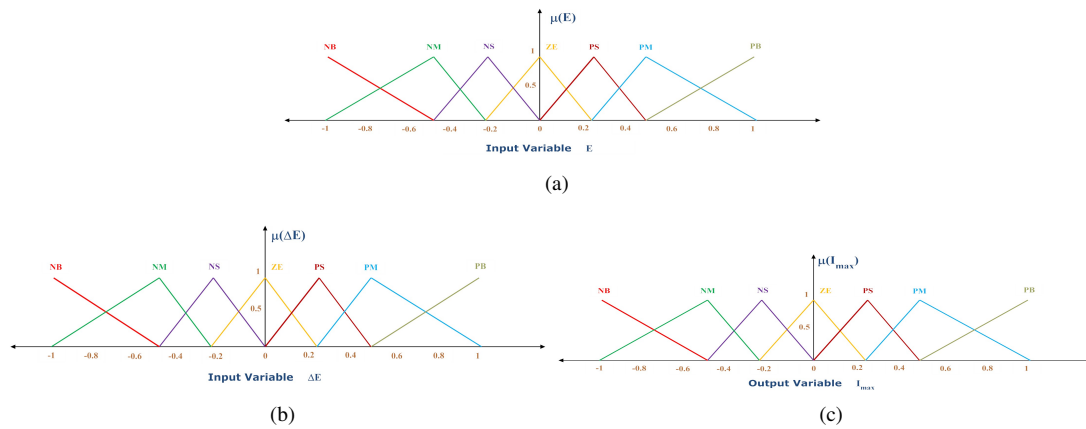 μ(E)
NB NM NS ZE PS PM PB
1
0.5
-1 -0.8 -0.6 -0.4 -0.2 0 0.2 0.4 0.6 0.8 1
Input Variable E
(a)
μ(ΔE)
NB NM NS ZE PS PM PB
1
0.5
-1 -0.8 -0.6 -0.4 -0.2 0 0.2 0.4 0.6 0.8 1
Input Variable ΔE
(b)
μ(Imax)
NB NM NS ZE PS PM PB
1
0.5
-1 -0.8 -0.6 -0.4 -0.2 0 0.2 0.4 0.6 0.8 1
Output Variable Imax
(c)